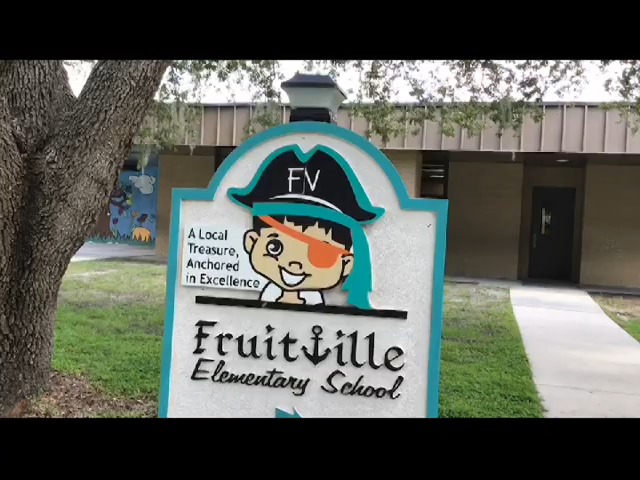 FV
A Local
Treasure,
Anchored
in Excellence
Fruitville
Elementary School